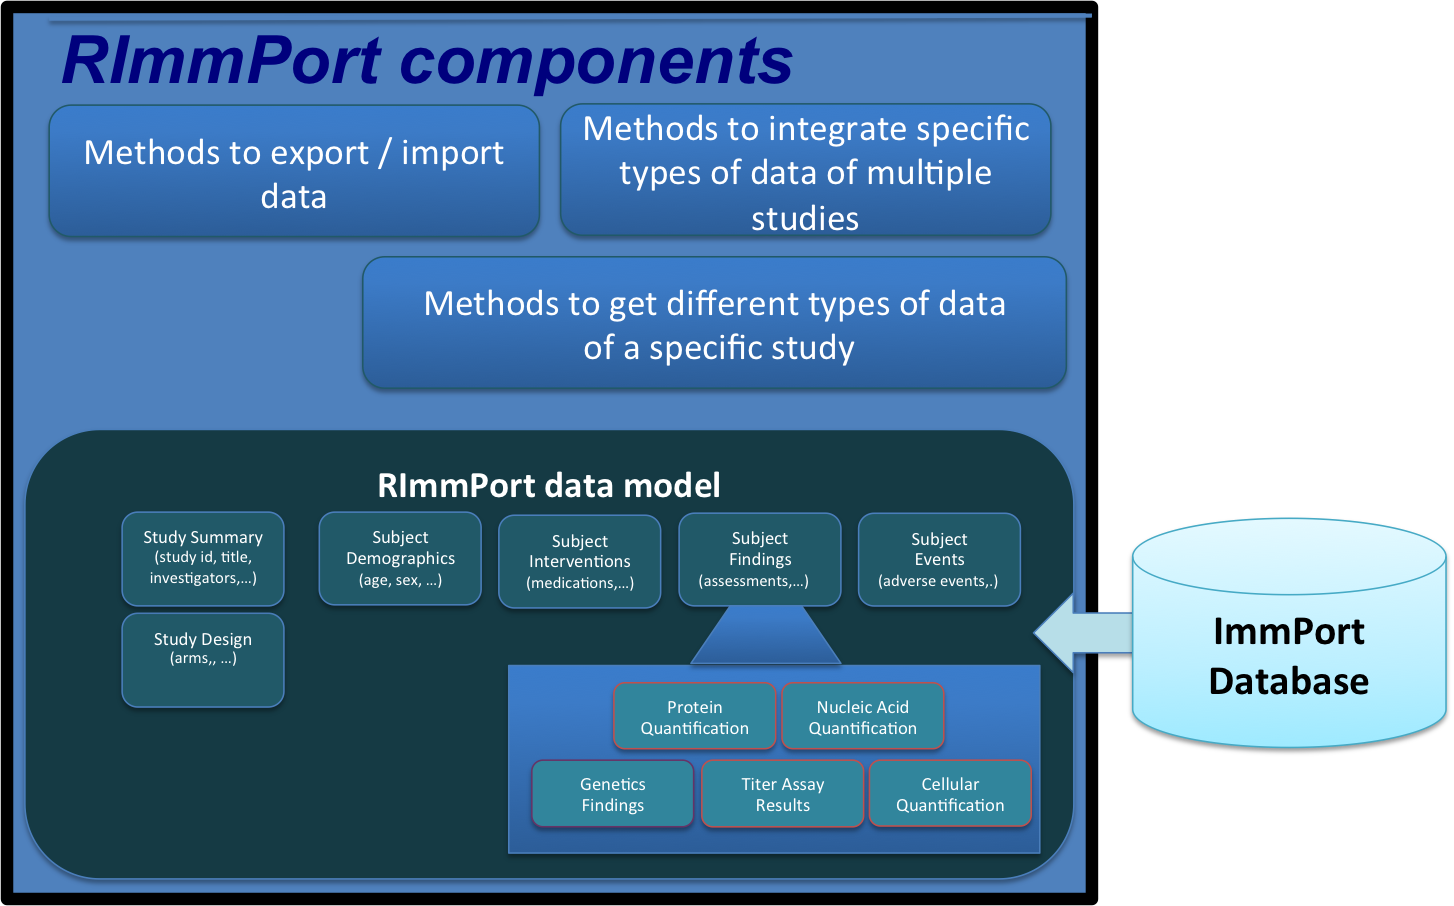 RImmPort components
Methods to export / import
data
Methods to integrate specific
types of data of multiple
studies
Methods to get different types of data
of a specific study
RImmPort data model
Study Summary
(study id, title,
investigators,...)
Subject
Demographics
(age, sex, ...)
Subject
Interventions
(medications,...)
Subject
Findings
(assessments,...)
Subject
Events
(adverse events,.)
Study Design
(arms,, ...)
Protein
Quantification
Nucleic Acid
Quantification
Genetics
Findings
Titer Assay
Results
Cellular
Quantification
ImmPort
Database